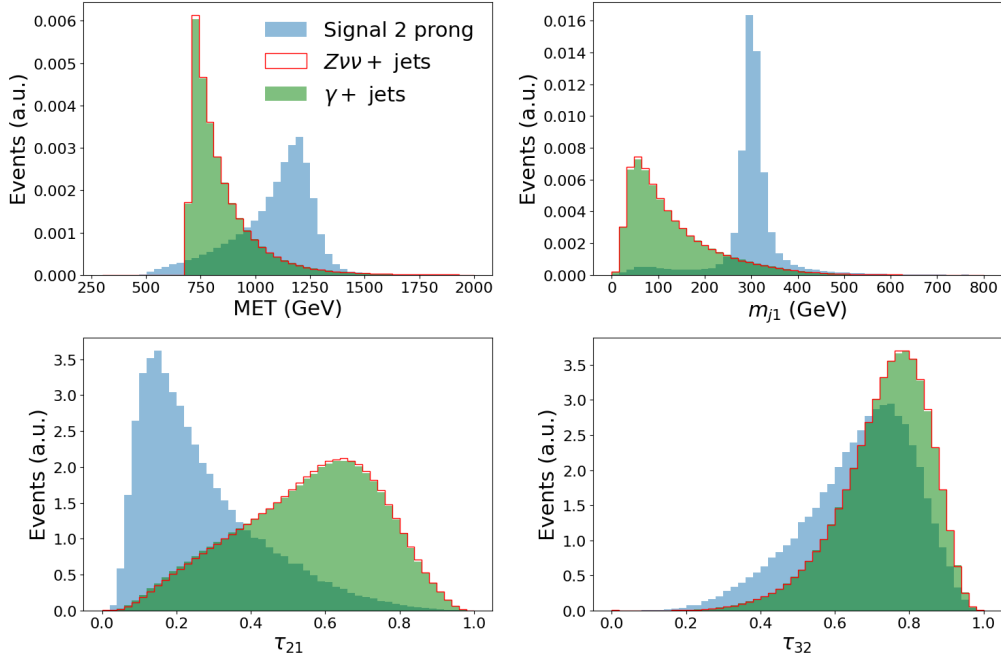 0.006
0.005
0.004
0.003
0.002
0.001
0.000
Events (a.u.)
Signal 2 prong
Zνν + jets
γ + jets
250 500 750 1000 1250 1500 1750 2000
MET (GeV)
0.016
0.014
0.012
0.010
0.008
0.006
0.004
0.002
0.000
Events (a.u.)
0 100 200 300 400 500 600 700 800
m_{j1} (GeV)
3.5
3.0
2.5
2.0
1.5
1.0
0.5
0.0
Events (a.u.)
0.0 0.2 0.4 0.6 0.8 1.0
τ_{21}
3.5
3.0
2.5
2.0
1.5
1.0
0.5
0.0
Events (a.u.)
0.0 0.2 0.4 0.6 0.8 1.0
τ_{32}